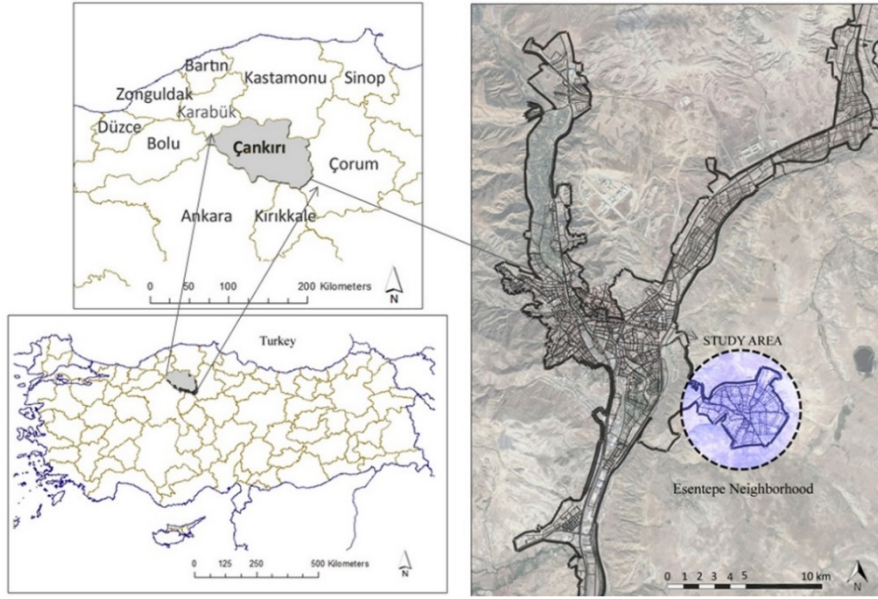 Bartın
Kastamonu
Sinop
Zonguldak
Karabük
Düzce
Bolu
Çankırı
Çorum
Ankara
Kırıkkale
0 50 100 200 Kilometers
N
Turkey
0 125 250 500 Kilometers
N
STUDY AREA
Esentepe Neighborhood
0 1 2 3 4 5 10 km
N